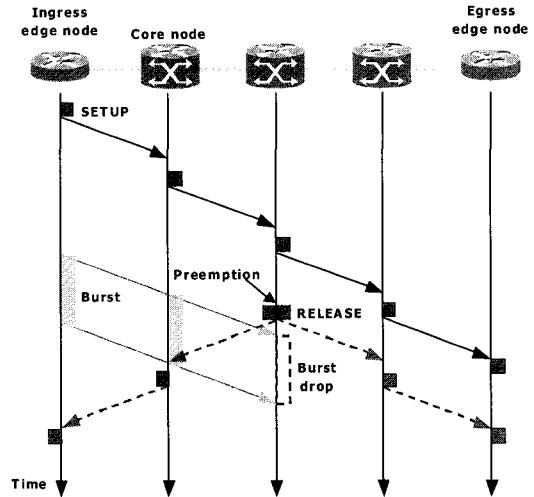 Ingress
edge node
Core node
Egress
edge node
SETUP
Preemption
Burst
RELEASE
Burst
drop
Time